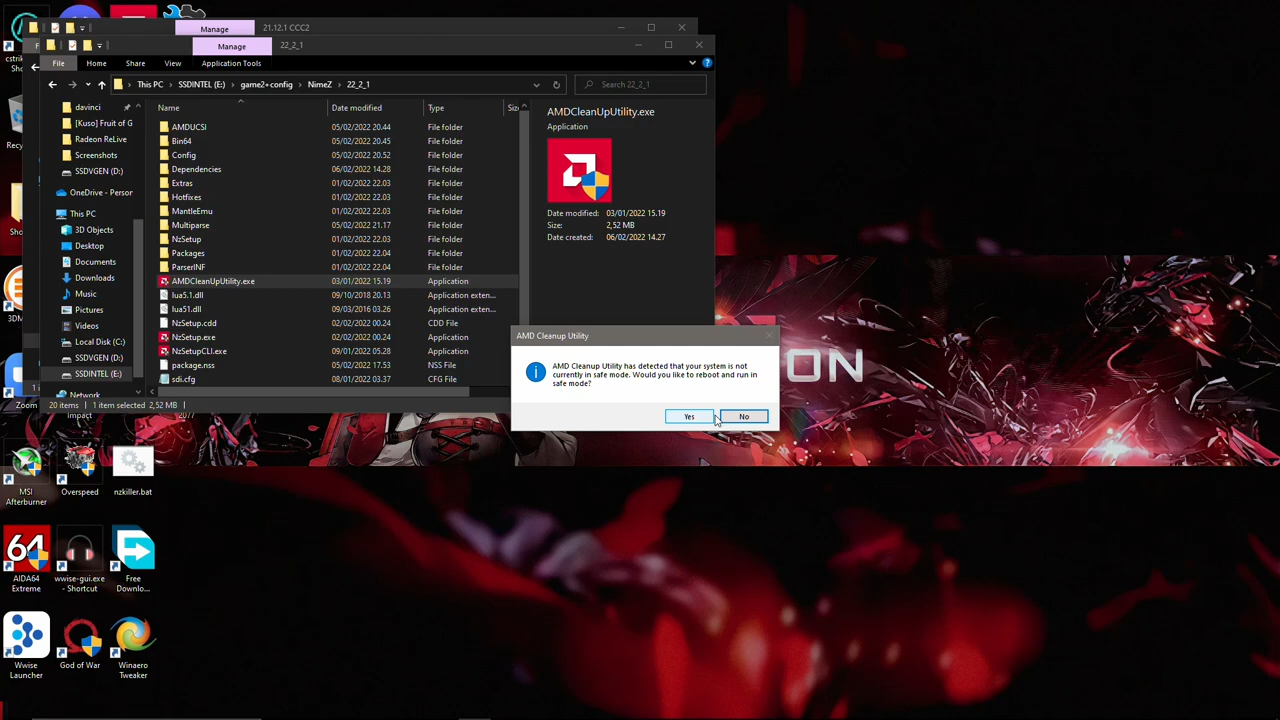 Manage
21.12.1 CCC2
Manage
22_2_1
File
Home
Share
View
Application Tools
This PC
SSDINTEL (E:)
game2+config
NimeZ
22_2_1
Search 22_2_1
Name
Date modified
Type
Size
davinci
[Kuso] Fruit of G
Radeon ReLive
Screenshots
SSDVGEN (D:)
OneDrive - Person
This PC
3D Objects
Desktop
Documents
Downloads
Music
Pictures
Videos
Local Disk (C:)
SSDVGEN (D:)
SSDINTEL (E:)
Network
AMDUCSI 05/02/2022 20.44 File folder
Bin64 05/02/2022 20.45 File folder
Config 05/02/2022 20.52 File folder
Dependencies 06/02/2022 14.28 File folder
Extras 01/02/2022 22.03 File folder
Hotfixes 01/02/2022 22.03 File folder
MantleEmu 01/02/2022 22.03 File folder
Multiparse 05/02/2022 21.17 File folder
NzSetup 01/02/2022 22.03 File folder
Packages 01/02/2022 22.04 File folder
ParserINF 01/02/2022 22.04 File folder
AMDCleanUpUtility.exe 03/01/2022 15.19 Application
lua5.1.dll 09/10/2018 20.13 Application exten...
lua51.dll 09/03/2016 03.26 Application exten...
NzSetup.cdd 02/02/2022 00.24 CDD File
NzSetup.exe 02/02/2022 00.24 Application
NzSetupCLI.exe 09/01/2022 05.28 Application
package.nss 05/02/2022 17.53 NSS File
sdi.cfg 08/01/2022 03.37 CFG File
AMDCleanUpUtility.exe
Application
Date modified: 03/01/2022 15.19
Size: 2,52 MB
Date created: 06/02/2022 14.27
20 items
1 item selected 2,52 MB
AMD Cleanup Utility
AMD Cleanup Utility has detected that your system is not
currently in safe mode. Would you like to reboot and run in
safe mode?
Yes
No
ON
Zoom
Impact
2077
MSI
Afterburner
Overspeed
nzkiller.bat
64
AIDA64
Extreme
wwise-gui.exe
- Shortcut
Free
Downlo...
Wwise
Launcher
God of War
Winaero
Tweaker